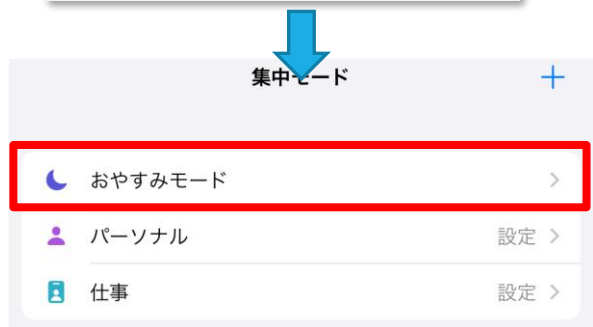 集中モード
おやすみモード
パーソナル 設定
仕事 設定